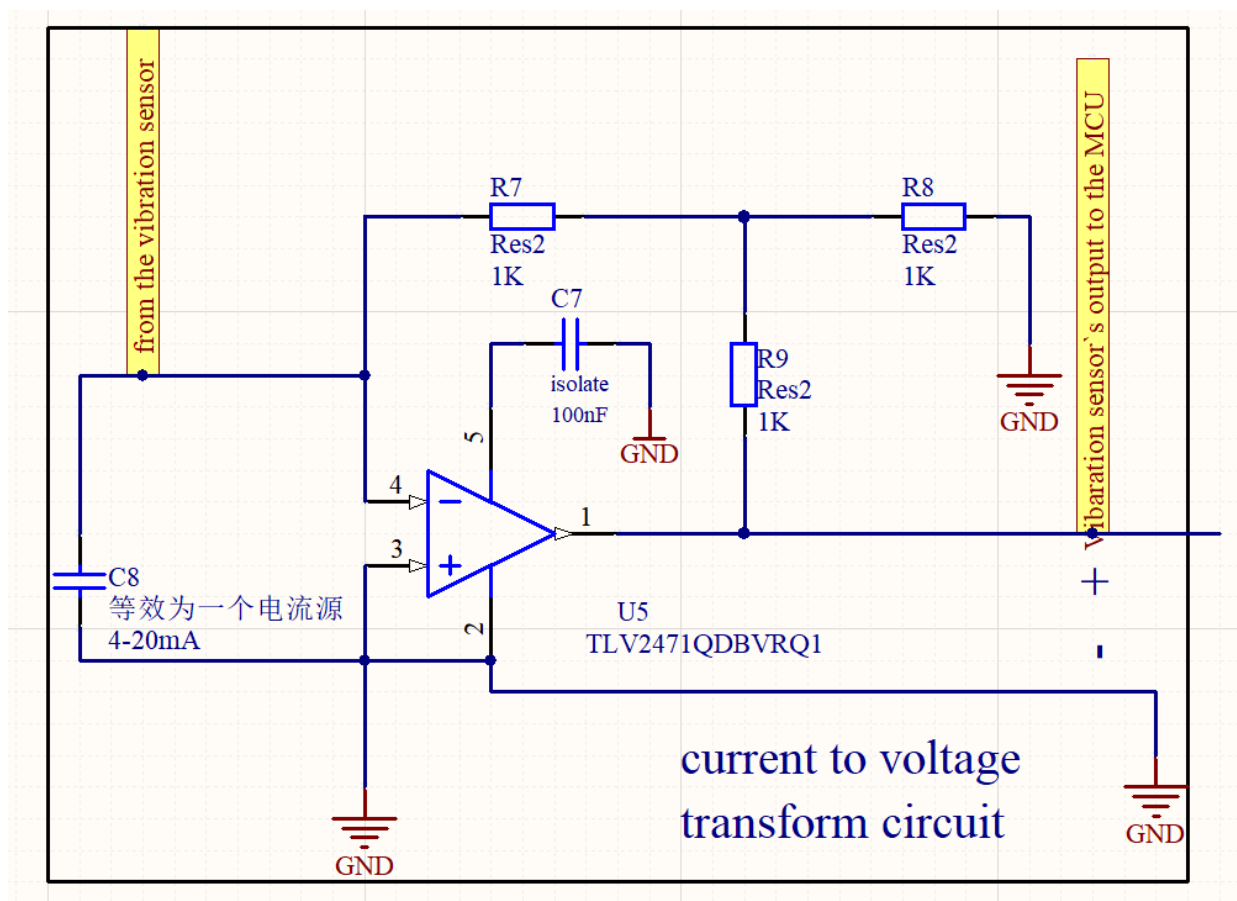 from the vibration sensor
Vibaration sensor`s output to the MCU
R7
Res2
1K
R8
Res2
1K
C7
isolate
100nF
GND
R9
Res2
1K
GND
5
4
3
1
2
+
-
C8
等效为一个电流源
4-20mA
U5
TLV2471QDBVRQ1
+
-
current to voltage
transform circuit
GND
GND